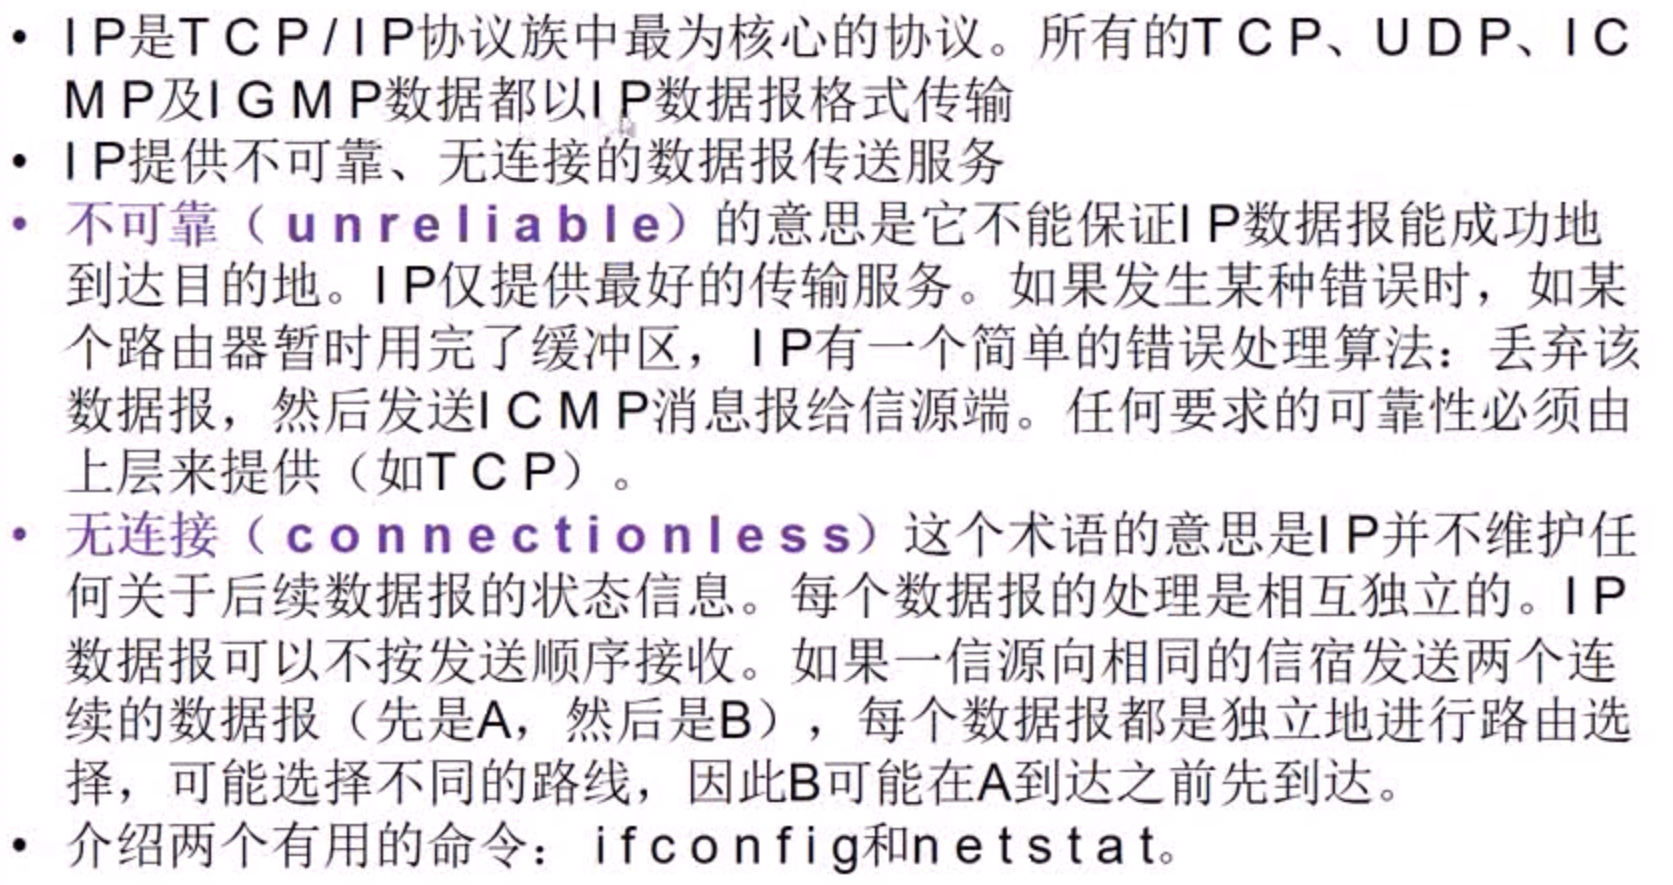 • IP是TCP/IP协议族中最为核心的协议。所有的TCP、UDP、IC
MP及IGMP数据都以IP数据报格式传输
• IP提供不可靠、无连接的数据报传送服务
• 不可靠（unreliable）的意思是它不能保证IP数据报能成功地
到达目的地。IP仅提供最好的传输服务。如果发生某种错误时，如某
个路由器暂时用完了缓冲区， IP有一个简单的错误处理算法：丢弃该
数据报，然后发送ICMP消息报给信源端。任何要求的可靠性必须由
上层来提供（如TCP）。
• 无连接（connectionless）这个术语的意思是IP并不维护任
何关于后续数据报的状态信息。每个数据报的处理是相互独立的。IP
数据报可以不按发送顺序接收。如果一信源向相同的信宿发送两个连
续的数据报（先是A，然后是B），每个数据报都是独立地进行路由选
择，可能选择不同的路线，因此B可能在A到达之前先到达。
• 介绍两个有用的命令： ifconfig和netstat。